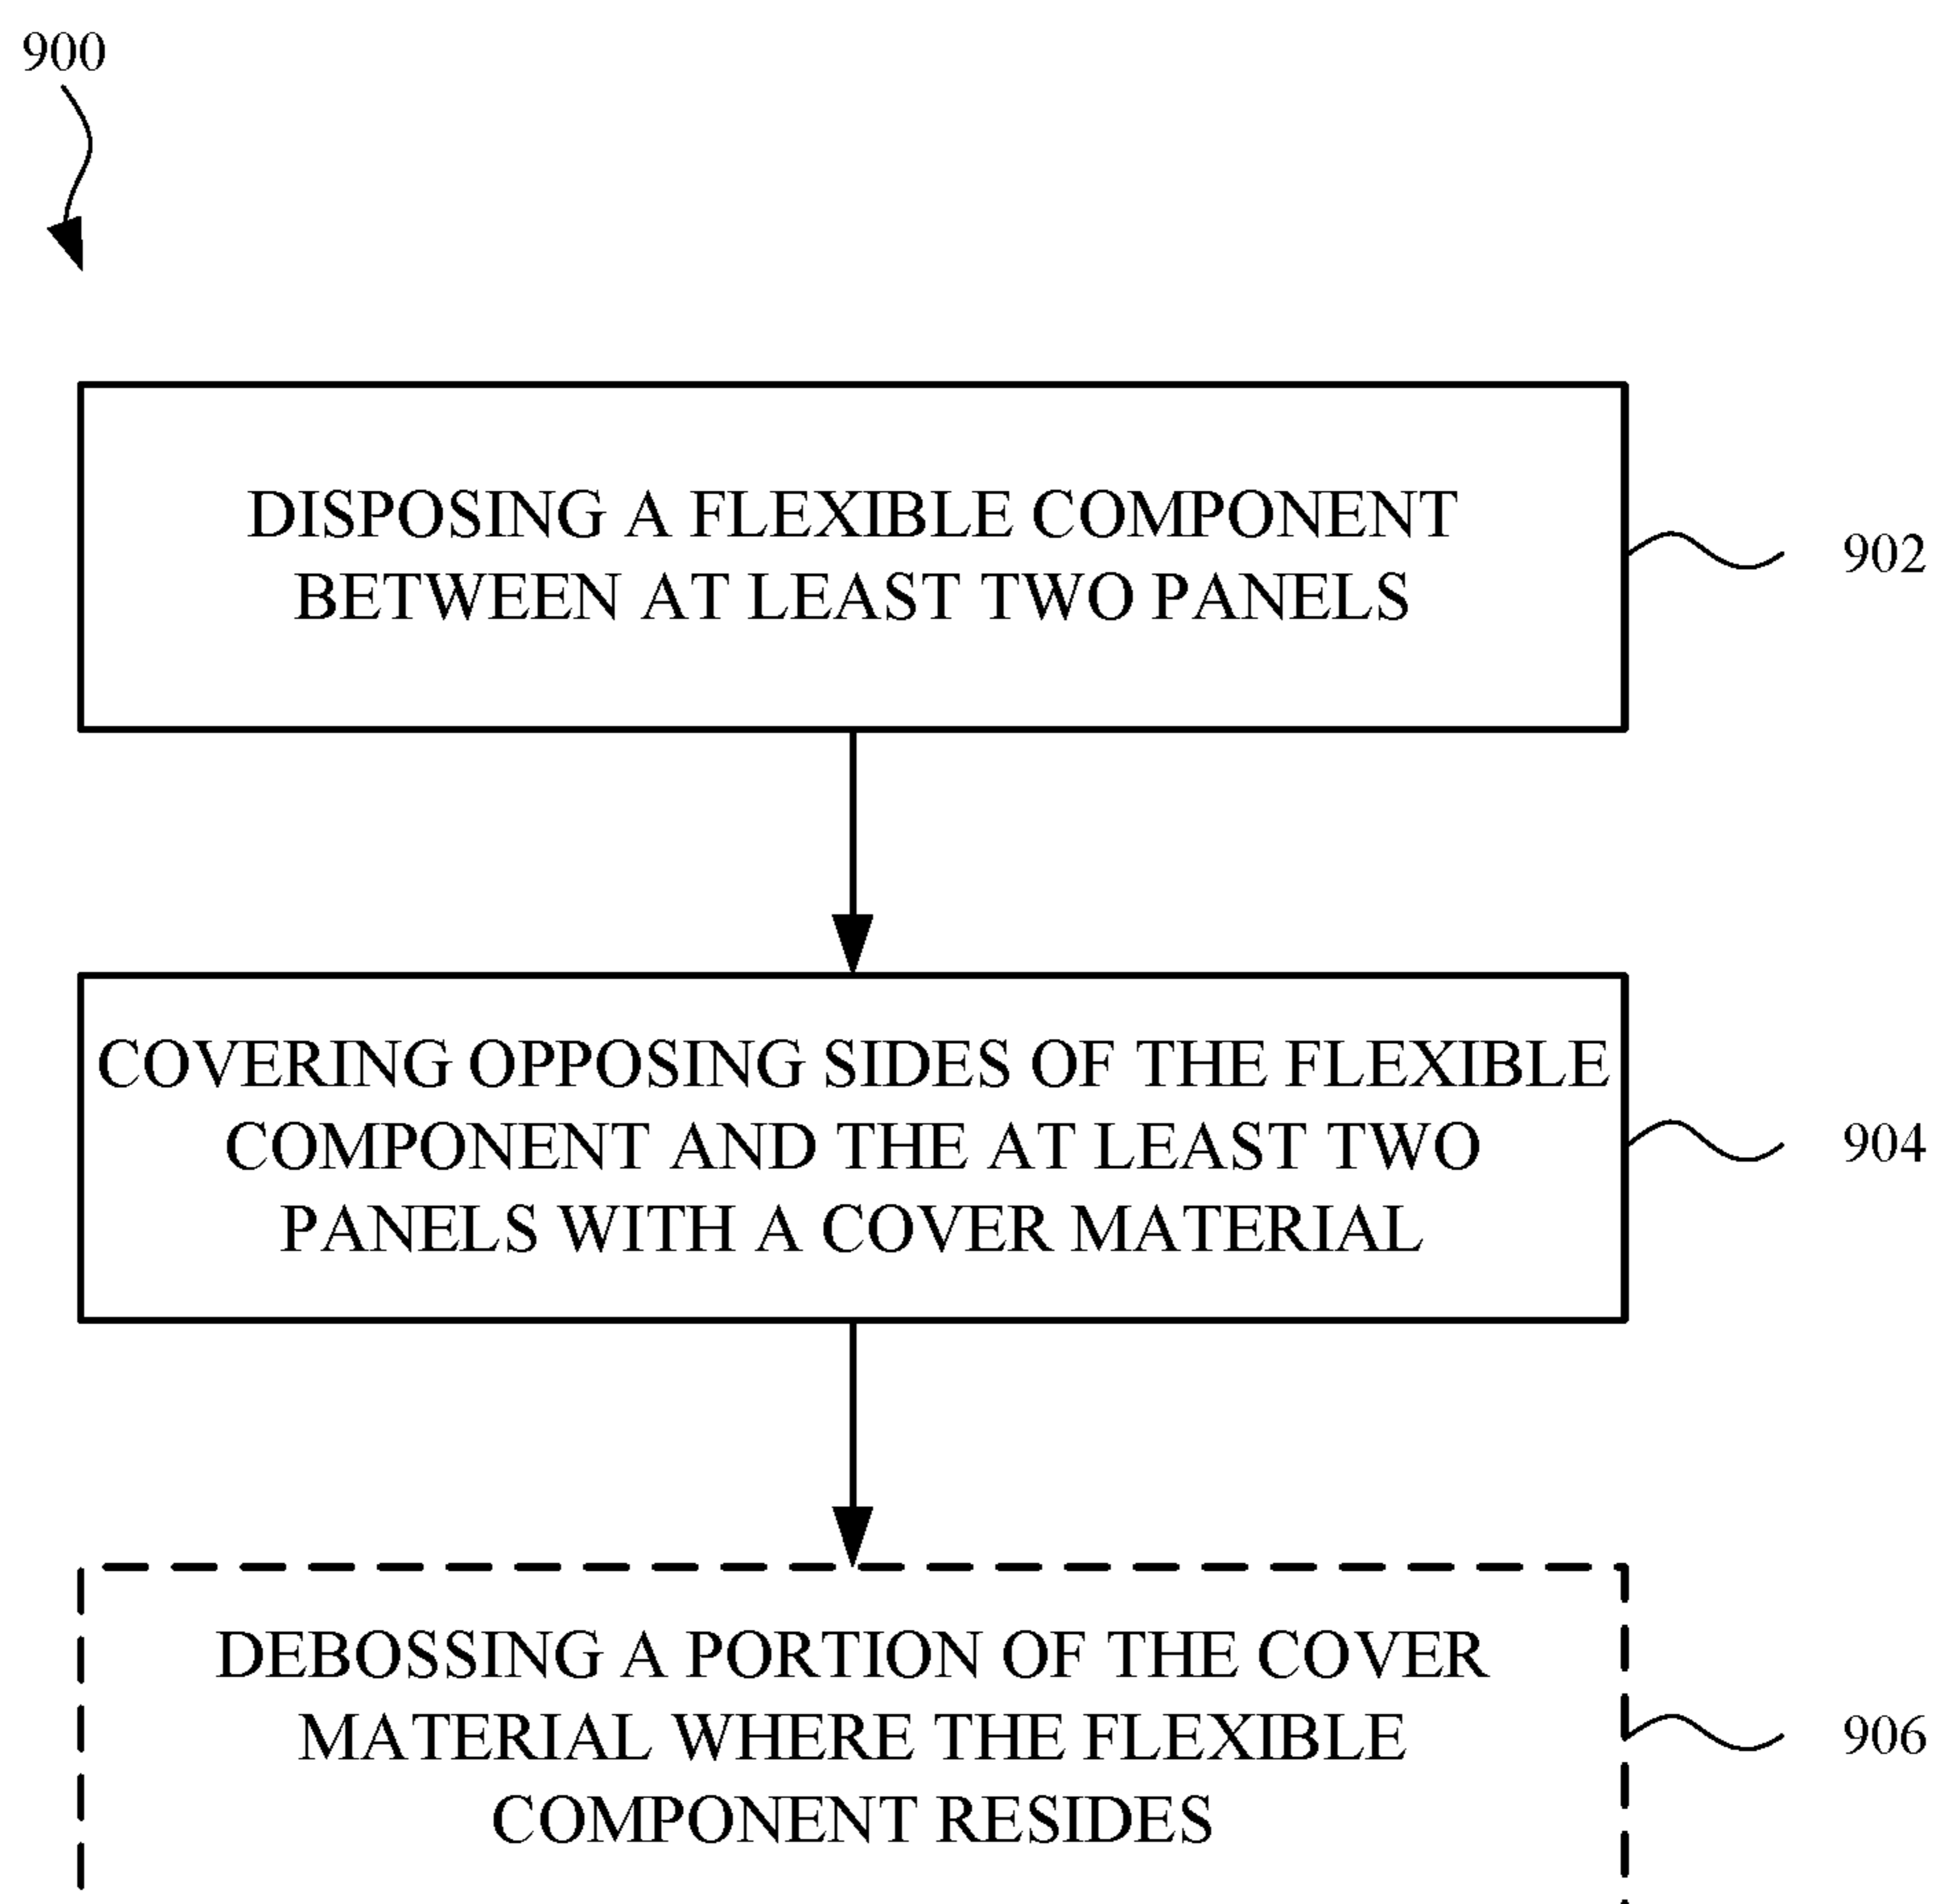 900
DISPOSING A FLEXIBLE COMPONENT
BETWEEN AT LEAST TWO PANELS
902
COVERING OPPOSING SIDES OF THE FLEXIBLE
COMPONENT AND THE AT LEAST TWO
PANELS WITH A COVER MATERIAL
904
DEBOSSING A PORTION OF THE COVER
MATERIAL WHERE THE FLEXIBLE
COMPONENT RESIDES
906